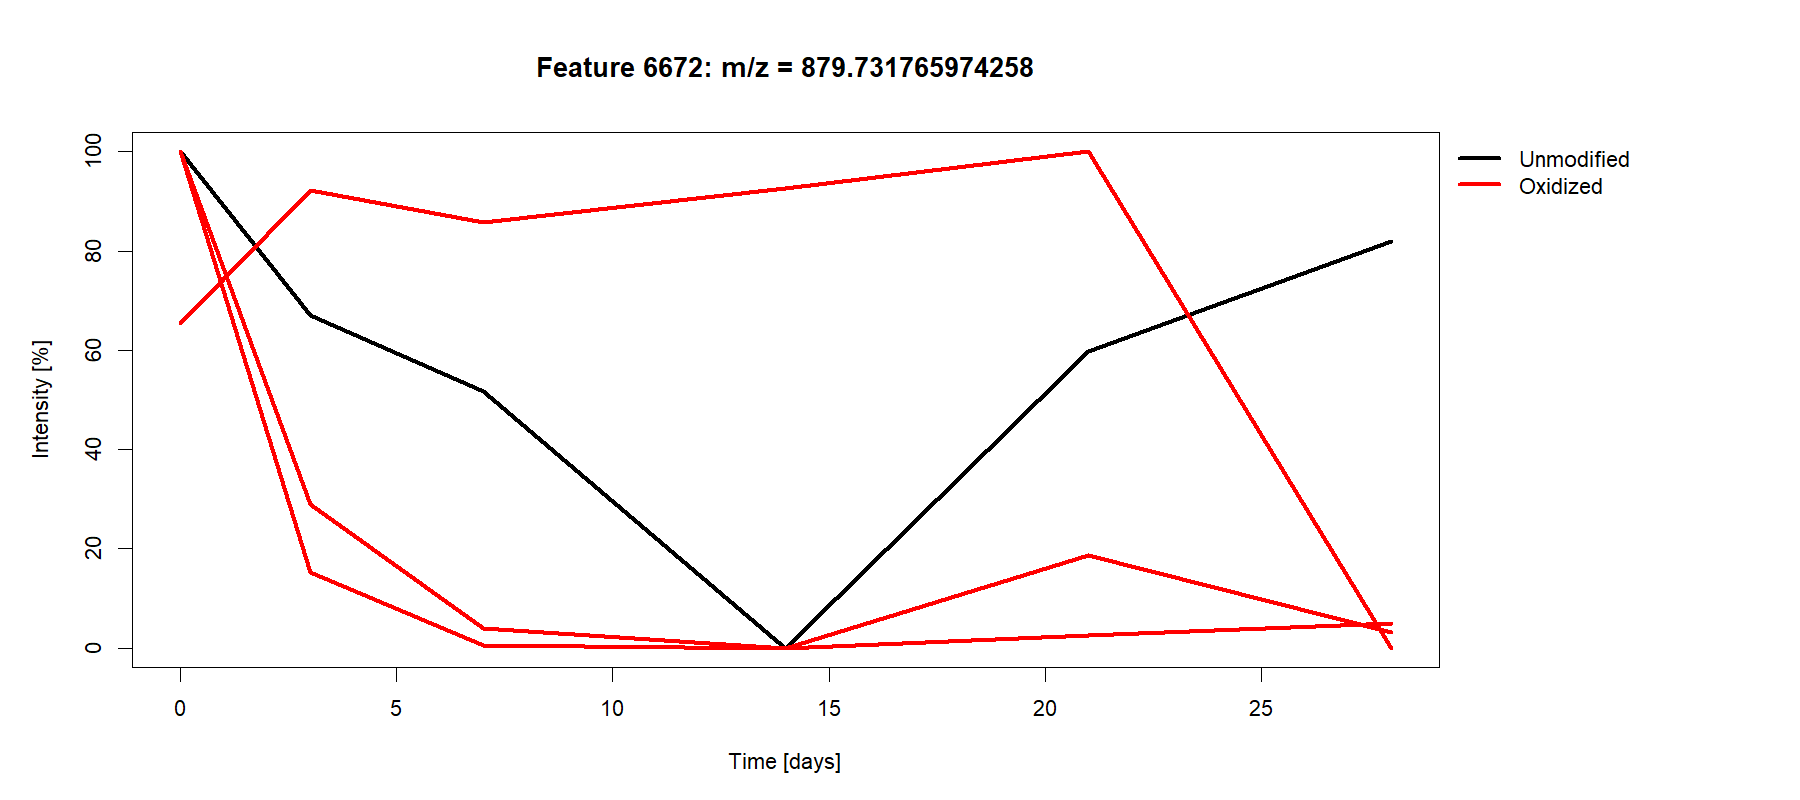 Feature 6672: m/z = 879.731765974258
Unmodified
Oxidized
Intensity [%]
100
80
60
40
20
0
0 5 10 15 20 25
Time [days]